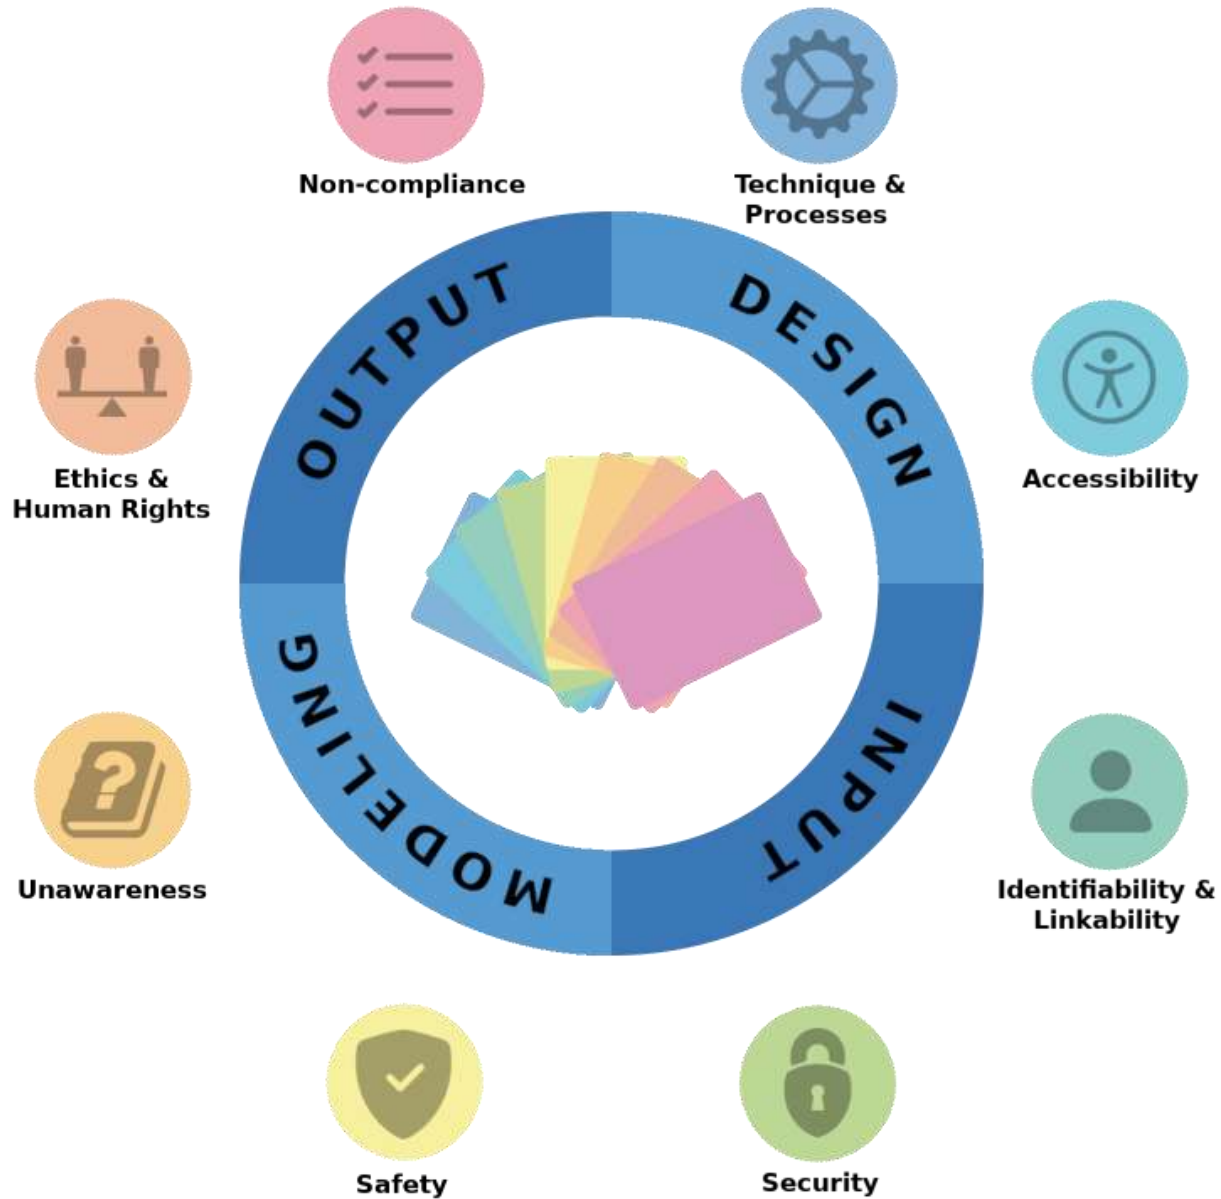 Non-compliance
Technique &
Processes
OUTPUT
DESIGN
Ethics &
Human Rights
Accessibility
MODELING
INPUT
Unawareness
Identifiability &
Linkability
Safety
Security